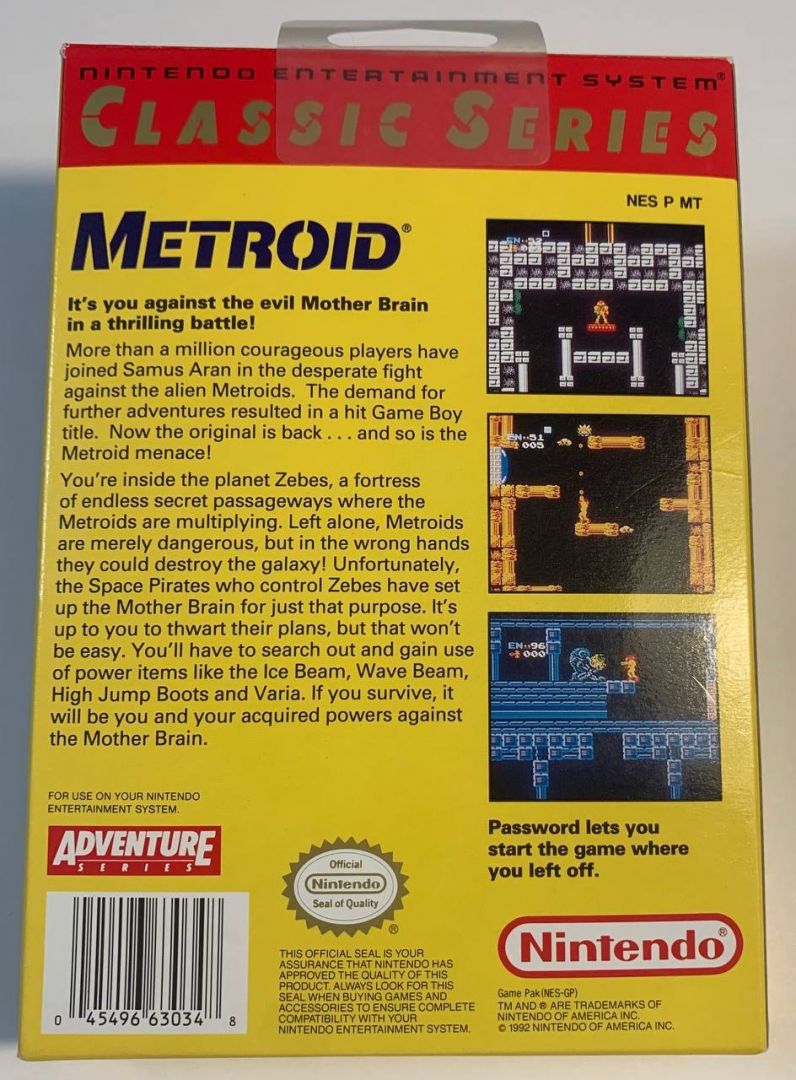 NINTENDO ENTERTAINMENT SYSTEM®
CLASSIC SERIES
NES P MT
METROID®
It's you against the evil Mother Brain
in a thrilling battle!
More than a million courageous players have
joined Samus Aran in the desperate fight
against the alien Metroids. The demand for
further adventures resulted in a hit Game Boy
title. Now the original is back . . . and so is the
Metroid menace!
You're inside the planet Zebes, a fortress
of endless secret passageways where the
Metroids are multiplying. Left alone, Metroids
are merely dangerous, but in the wrong hands
they could destroy the galaxy! Unfortunately,
the Space Pirates who control Zebes have set
up the Mother Brain for just that purpose. It's
up to you to thwart their plans, but that won't
be easy. You'll have to search out and gain use
of power items like the Ice Beam, Wave Beam,
High Jump Boots and Varia. If you survive, it
will be you and your acquired powers against
the Mother Brain.
EN..51
005
EN..96
000
Password lets you
start the game where
you left off.
FOR USE ON YOUR NINTENDO
ENTERTAINMENT SYSTEM.
ADVENTURE
SERIES
Official
Nintendo
Seal of Quality
®
THIS OFFICIAL SEAL IS YOUR
ASSURANCE THAT NINTENDO HAS
APPROVED THE QUALITY OF THIS
PRODUCT. ALWAYS LOOK FOR THIS
SEAL WHEN BUYING GAMES AND
ACCESSORIES TO ENSURE COMPLETE
COMPATIBILITY WITH YOUR
NINTENDO ENTERTAINMENT SYSTEM.
0 45496 63034 8
Nintendo®
Game Pak (NES-GP)
TM AND ® ARE TRADEMARKS OF
NINTENDO OF AMERICA INC.
© 1992 NINTENDO OF AMERICA INC.